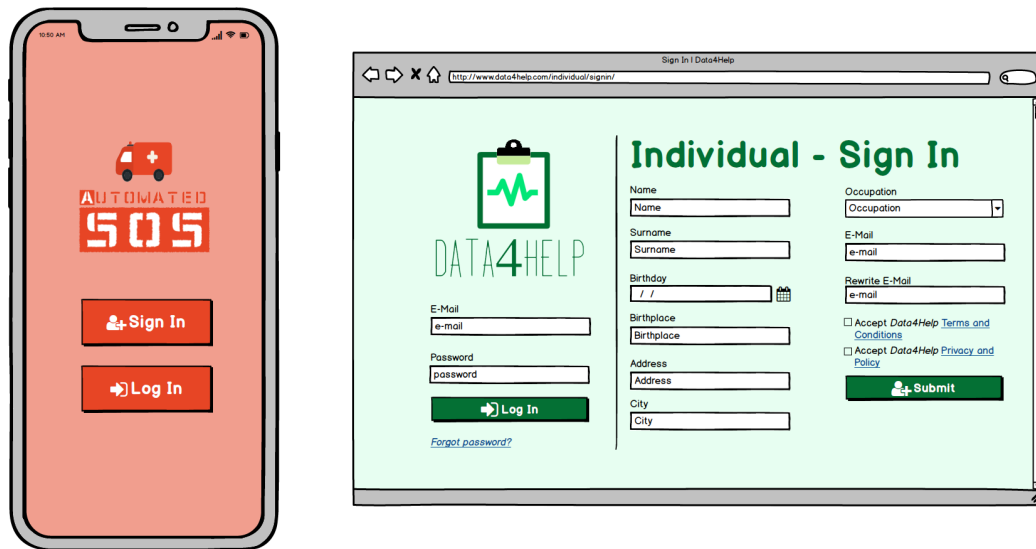 10:50 AM
AUTOMATED
SOS
Sign In
Log In
Sign In | Data4Help
http://www.data4help.com/individual/signin/
DATA4HELP
E-Mail
e-mail
Password
password
Log In
Forgot password?
Individual - Sign In
Name
Name
Surname
Surname
Birthday
/ /
Birthplace
Birthplace
Address
Address
City
City
Occupation
Occupation
E-Mail
e-mail
Rewrite E-Mail
e-mail
Accept Data4Help Terms and
Conditions
Accept Data4Help Privacy and
Policy
Submit